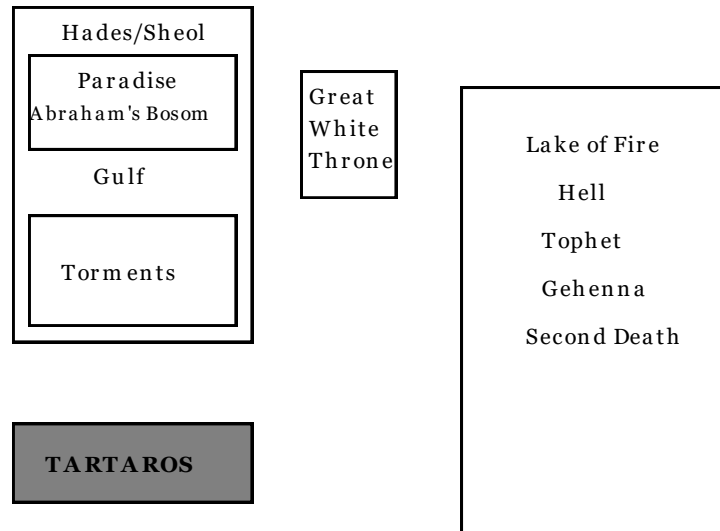 Hades/Sheol
Paradise
Abraham's Bosom
Gulf
Torments
TARTAROS
Great
White
Throne
Lake of Fire
Hell
Tophet
Gehenna
Second Death